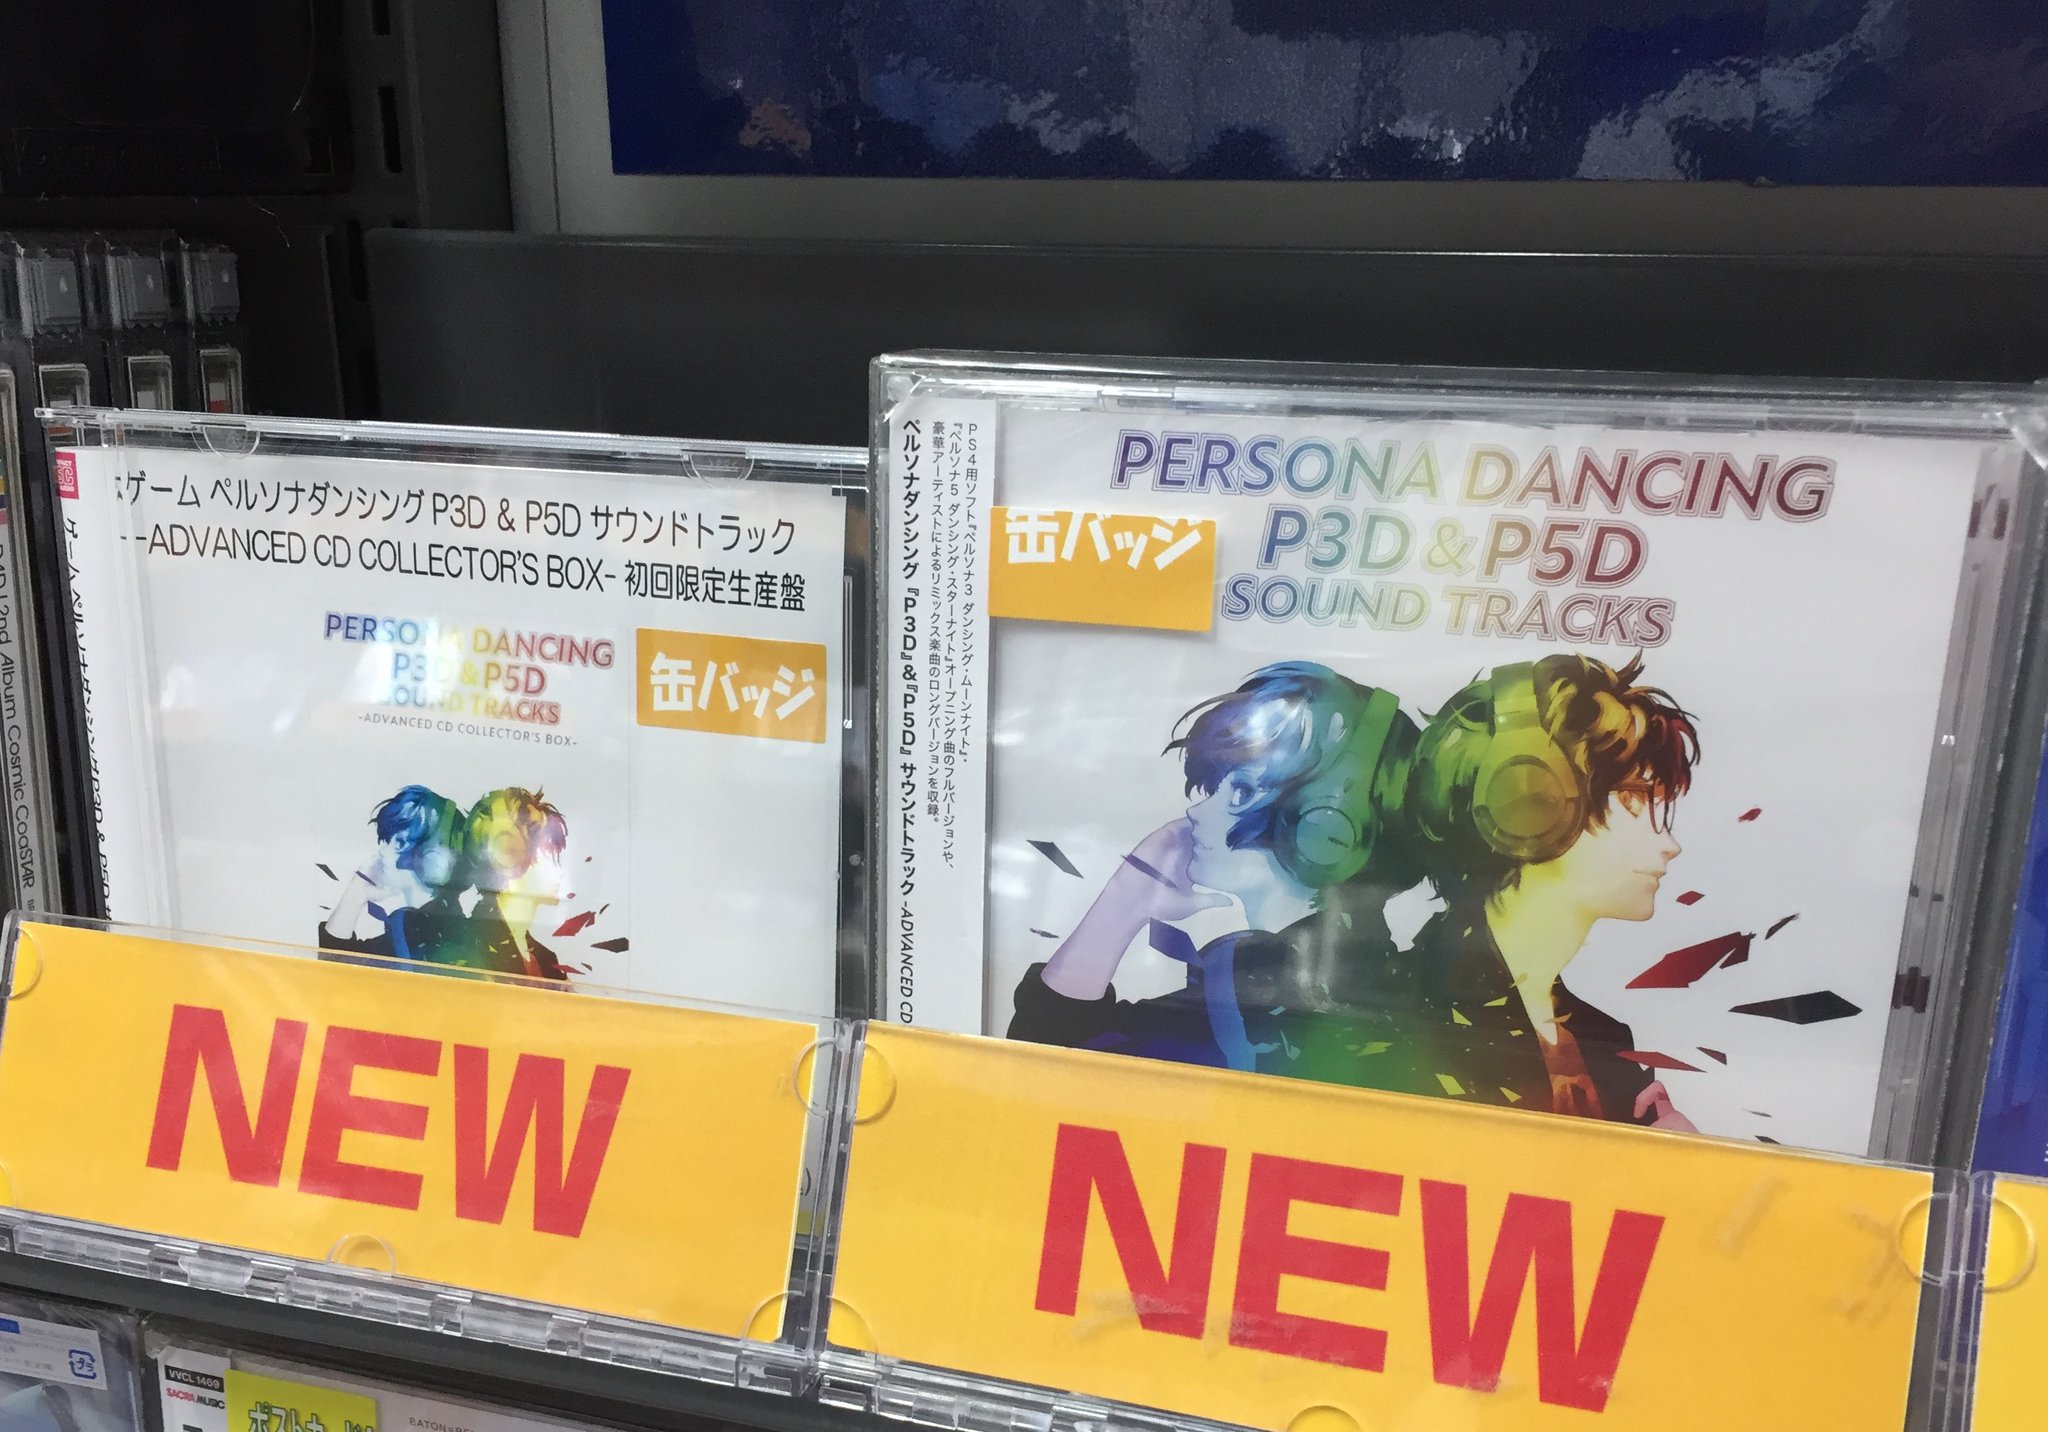 ゲーム ペルソナダンシング P3D & P5D サウンドトラック
-ADVANCED CD COLLECTOR'S BOX- 初回限定生産盤
PERSONA DANCING
P3D & P5D
SOUND TRACKS
-ADVANCED CD COLLECTOR'S BOX-
缶バッジ
NEW
ペルソナダンシング『P3D』&『P5D』サウンドトラック -ADVANCED CD
PS4用ソフト『ペルソナ3 ダンシング・ムーンナイト』・
『ペルソナ5 ダンシング・スターナイト』オープニング曲のフルバージョンや、
豪華アーティストによるリミックス楽曲のロングバージョンを収録。
缶バッジ
PERSONA DANCING
P3D & P5D
SOUND TRACKS
NEW
2nd Album Cosmic CoaSTAR
VVCL 1469
SACRA MUSIC